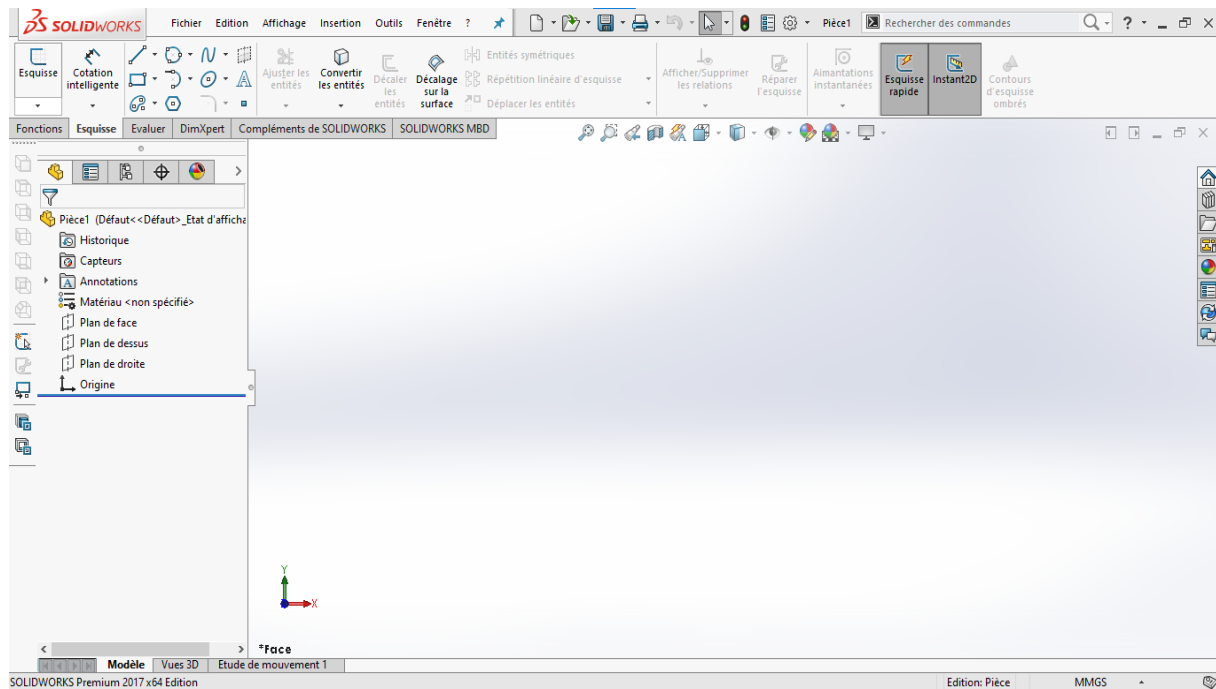 SOLIDWORKS Fichier Edition Affichage Insertion Outils Fenêtre ? Pièce1 Rechercher des commandes ?
Esquisse Cotation intelligente Ajuster les entités Convertir les entités Décaler les entités Décalage sur la surface Entités symétriques Afficher/Supprimer les relations Réparer l'esquisse Aimantations instantanées Esquisse rapide Instant2D Contours d'esquisse ombrés
Répétition linéaire d'esquisse
Déplacer les entités
Fonctions Esquisse Evaluer DimXpert Compléments de SOLIDWORKS SOLIDWORKS MBD
Pièce1 (Défaut<<Défaut>_Etat d'afficha
Historique
Capteurs
Annotations
Matériau <non spécifié>
Plan de face
Plan de dessus
Plan de droite
Origine
Y
X
*Face
Modèle Vues 3D Etude de mouvement 1
SOLIDWORKS Premium 2017 x64 Edition Edition: Pièce MMGS